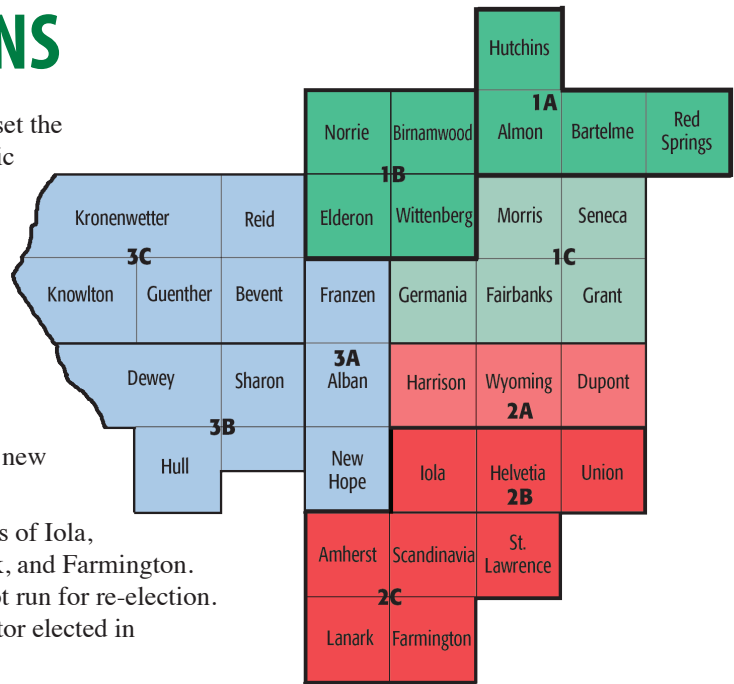 NS
set the
ic
new
s of Iola,
k, and Farmington.
ot run for re-election.
tor elected in
Hutchins
1A
Norrie Birnamwood Almon Bartelme Red Springs
1B
Elderon Wittenberg Morris Seneca
Kronenwetter Reid
3C
1C
Knowlton Guenther Bevent Franzen Germania Fairbanks Grant
3A
Dewey Sharon Alban Harrison Wyoming Dupont
2A
3B
Hull New Hope Iola Helvetia Union
2B
Amherst Scandinavia St. Lawrence
2C
Lanark Farmington